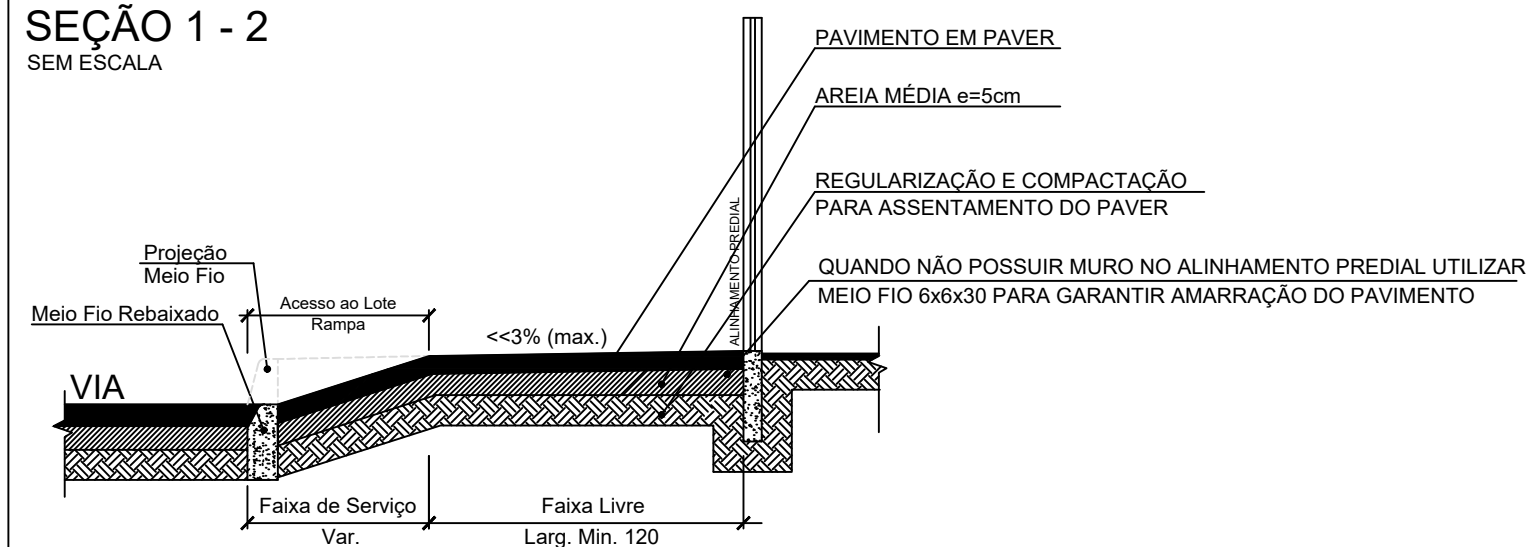 SEÇÃO 1 - 2
SEM ESCALA
PAVIMENTO EM PAVER
AREIA MÉDIA e=5cm
REGULARIZAÇÃO E COMPACTAÇÃO
PARA ASSENTAMENTO DO PAVER
QUANDO NÃO POSSUIR MURO NO ALINHAMENTO PREDIAL UTILIZAR
MEIO FIO 6x6x30 PARA GARANTIR AMARRAÇÃO DO PAVIMENTO
ALINHAMENTO PREDIAL
Projeção
Meio Fio
Meio Fio Rebaixado
Acesso ao Lote
Rampa
<<3% (max.)
VIA
Faixa de Serviço
Var.
Faixa Livre
Larg. Min. 120